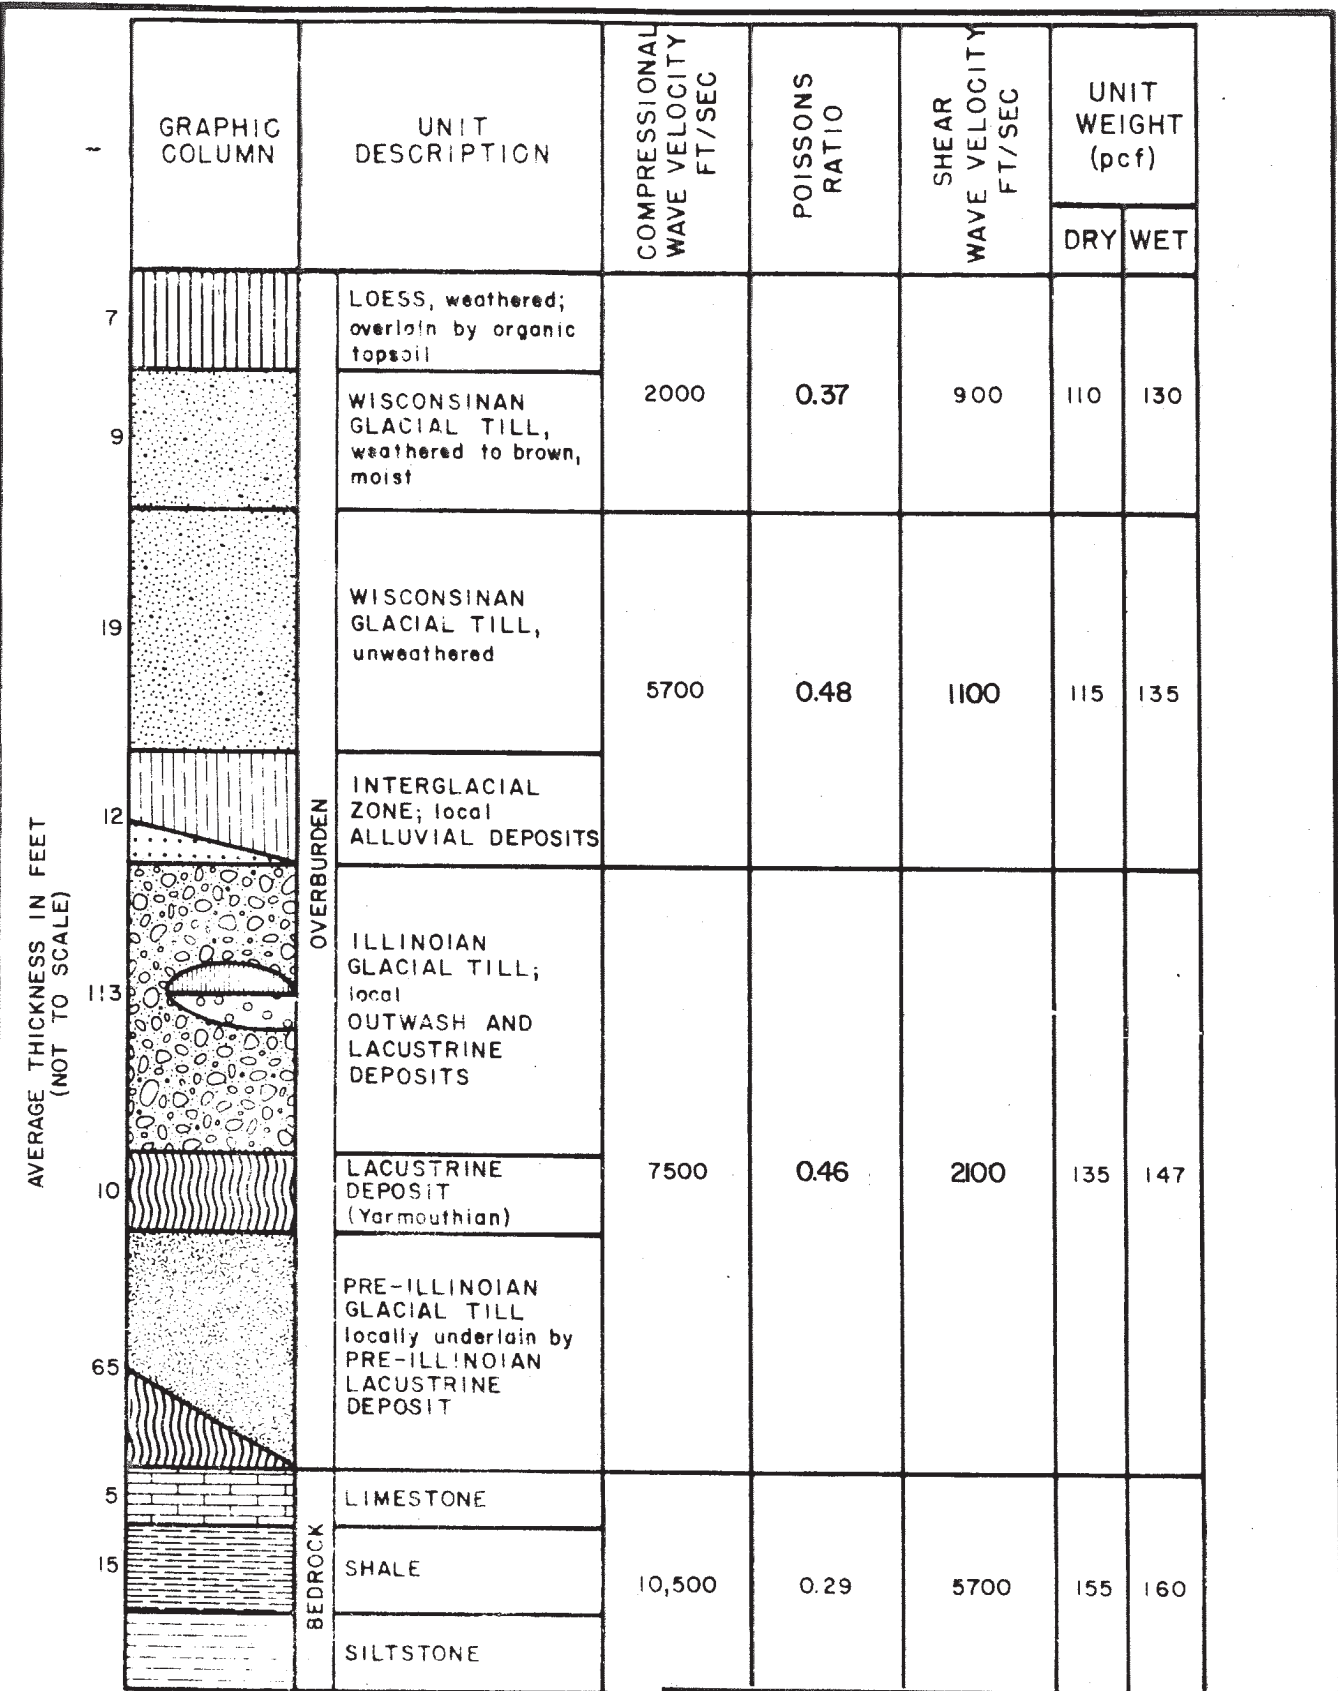 GRAPHIC
COLUMN
UNIT
DESCRIPTION
COMPRESSIONAL
WAVE VELOCITY
FT/SEC
POISSONS
RATIO
SHEAR
WAVE VELOCITY
FT/SEC
UNIT
WEIGHT
(pcf)
DRY
WET
AVERAGE THICKNESS IN FEET
(NOT TO SCALE)
OVERBURDEN
7
LOESS, weathered;
overlain by organic
topsoil
9
WISCONSINAN
GLACIAL TILL,
weathered to brown,
moist
2000
0.37
900
110
130
19
WISCONSINAN
GLACIAL TILL,
unweathered
5700
0.48
1100
115
135
12
INTERGLACIAL
ZONE; local
ALLUVIAL DEPOSITS
113
ILLINOIAN
GLACIAL TILL;
local
OUTWASH AND
LACUSTRINE
DEPOSITS
10
LACUSTRINE
DEPOSIT
(Yarmouthian)
7500
0.46
2100
135
147
65
PRE-ILLINOIAN
GLACIAL TILL
locally underlain by
PRE-ILLINOIAN
LACUSTRINE
DEPOSIT
BEDROCK
5
LIMESTONE
15
SHALE
10,500
0.29
5700
155
160
SILTSTONE